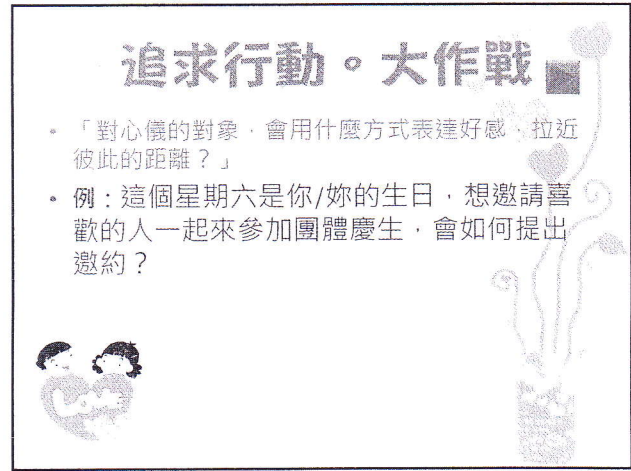 追求行動。大作戰
• 「對心儀的對象，會用什麼方式表達好感，拉近
彼此的距離？」
• 例：這個星期六是你/妳的生日，想邀請喜
歡的人一起來參加團體慶生，會如何提出
邀約？
Love